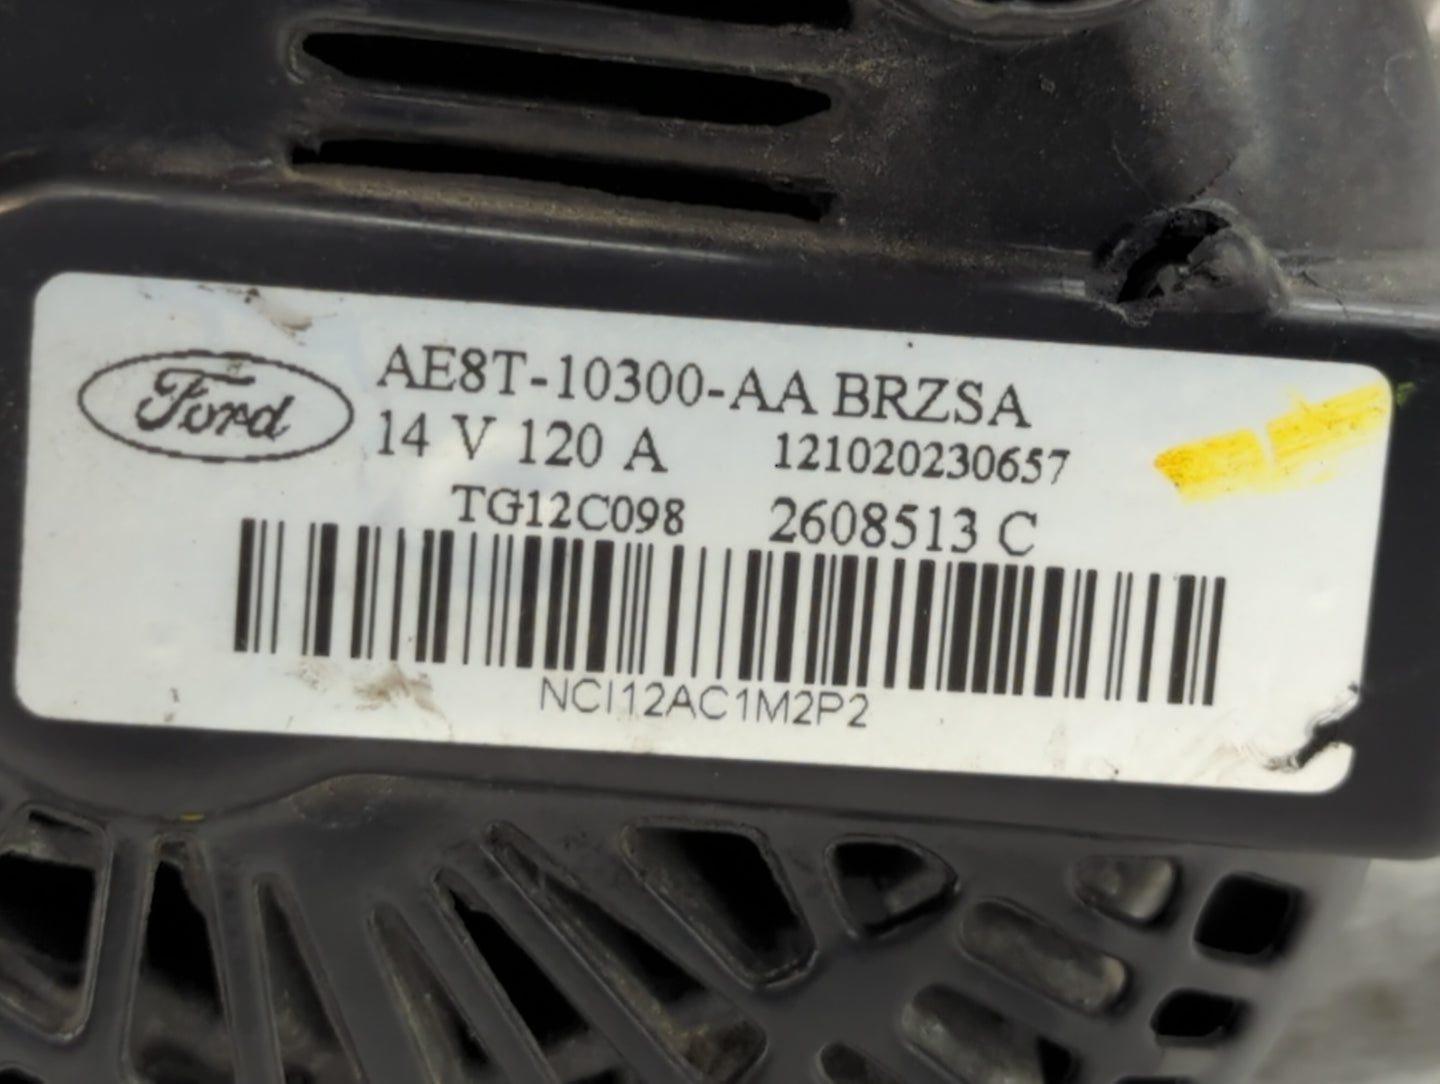 Ford
AE8T-10300-AA BRZSA
14 V 120 A 121020230657
TG12C098 2608513 C
NCI12AC1M2P2